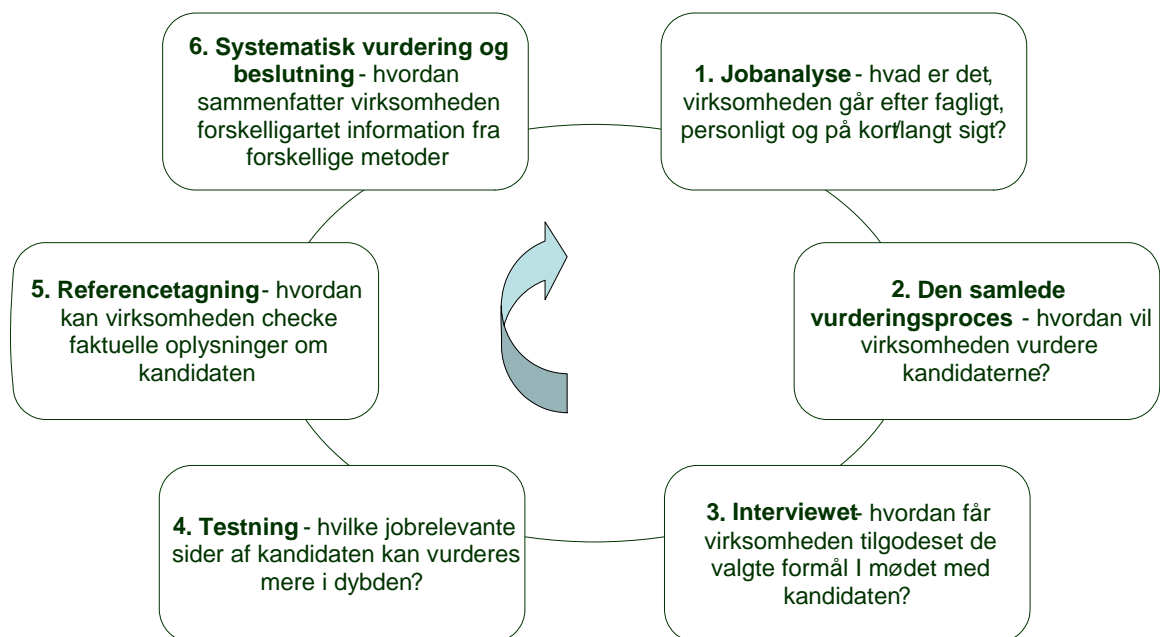 1. Jobanalyse - hvad er det,
virksomheden går efter fagligt,
personligt og på kort/langt sigt?
2. Den samlede
vurderingsproces - hvordan vil
virksomheden vurdere
kandidaterne?
3. Interviewet- hvordan får
virksomheden tilgodeset de
valgte formål I mødet med
kandidaten?
4. Testning - hvilke jobrelevante
sider af kandidaten kan vurderes
mere i dybden?
5. Referencetagning - hvordan
kan virksomheden checke
faktuelle oplysninger om
kandidaten
6. Systematisk vurdering og
beslutning - hvordan
sammenfatter virksomheden
forskelligartet information fra
forskellige metoder